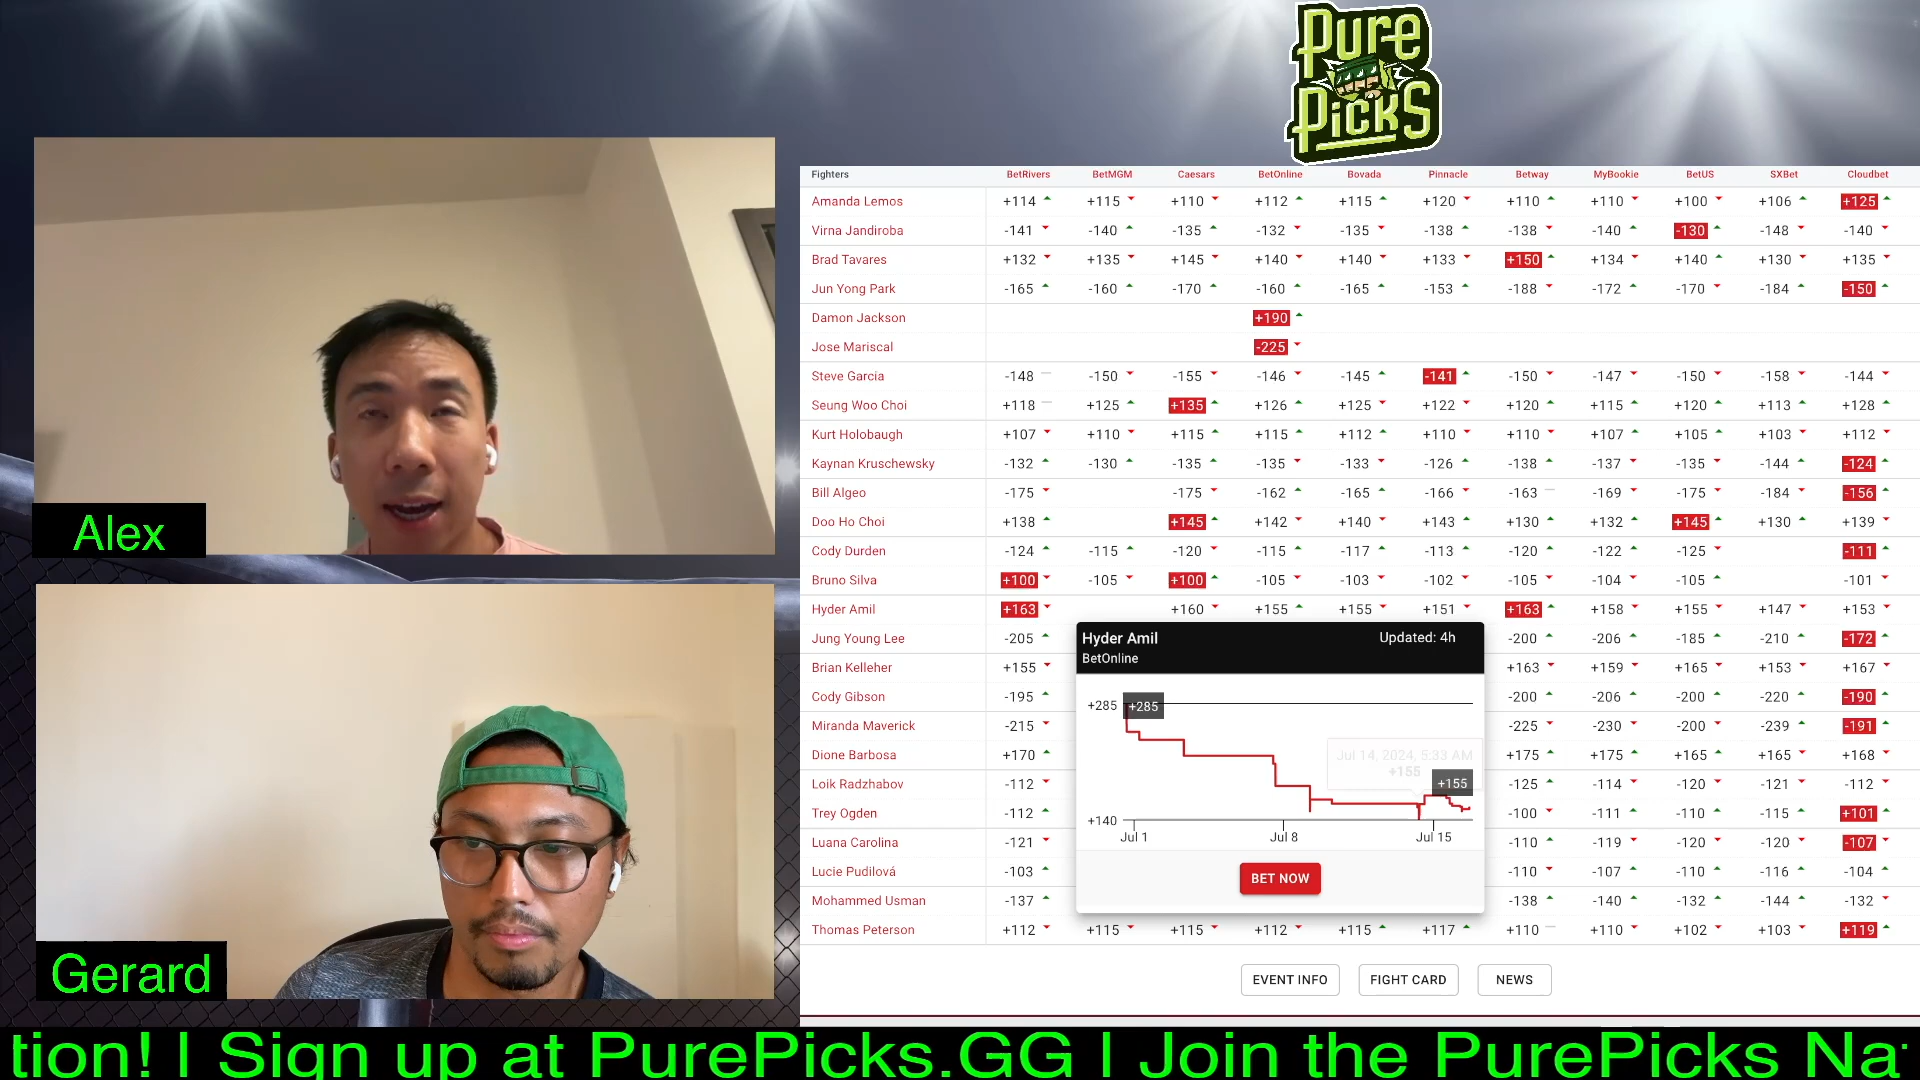 Pure
Picks
Fighters BetRivers BetMGM Caesars BetOnline Bovada Pinnacle Betway MyBookie BetUS SXBet Cloudbet
Amanda Lemos +114 +115 +110 +112 +115 +120 +110 +110 +100 +106 +125
Virna Jandiroba -141 -140 -135 -132 -135 -138 -138 -140 -130 -148 -140
Brad Tavares +132 +135 +145 +140 +140 +133 +150 +134 +140 +130 +135
Jun Yong Park -165 -160 -170 -160 -165 -153 -188 -172 -170 -184 -150
Damon Jackson +190
Jose Mariscal -225
Steve Garcia -148 -150 -155 -146 -145 -141 -150 -147 -150 -158 -144
Seung Woo Choi +118 +125 +135 +126 +125 +122 +120 +115 +120 +113 +128
Kurt Holobaugh +107 +110 +115 +115 +112 +110 +110 +107 +105 +103 +112
Kaynan Kruschewsky -132 -130 -135 -135 -133 -126 -138 -137 -135 -144 -124
Bill Algeo -175 -175 -162 -165 -166 -163 -169 -175 -184 -156
Doo Ho Choi +138 +145 +142 +140 +143 +130 +132 +145 +130 +139
Cody Durden -124 -115 -120 -115 -117 -113 -120 -122 -125 -111
Bruno Silva +100 -105 +100 -105 -103 -102 -105 -104 -105 -101
Hyder Amil +163 +160 +155 +155 +151 +163 +158 +155 +147 +153
Jung Young Lee -205 -200 -206 -185 -210 -172
Brian Kelleher +155 +163 +159 +165 +153 +167
Cody Gibson -195 -200 -206 -200 -220 -190
Miranda Maverick -215 -225 -230 -200 -239 -191
Dione Barbosa +170 +175 +175 +165 +165 +168
Loik Radzhabov -112 -125 -114 -120 -121 -112
Trey Ogden -112 -100 -111 -110 -115 +101
Luana Carolina -121 -110 -119 -120 -120 -107
Lucie Pudilová -103 -110 -107 -110 -116 -104
Mohammed Usman -137 -138 -140 -132 -144 -132
Thomas Peterson +112 +115 +115 +112 +115 +117 +110 +110 +102 +103 +119
Hyder Amil Updated: 4h
BetOnline
+285 +285
Jul 14, 2024, 5:33 AM
+155
+155
+140
Jul 1 Jul 8 Jul 15
BET NOW
EVENT INFO FIGHT CARD NEWS
Alex
Gerard
tion! | Sign up at PurePicks.GG | Join the PurePicks Na